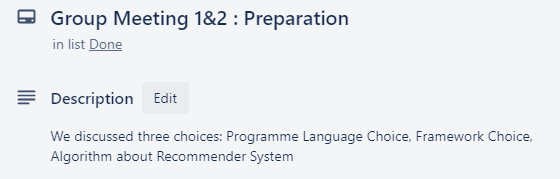 Group Meeting 1&2 : Preparation
in list Done
Description Edit
We discussed three choices: Programme Language Choice, Framework Choice,
Algorithm about Recommender System